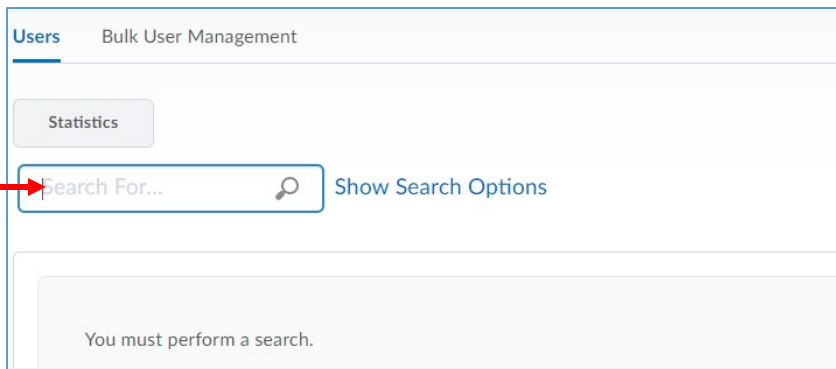 Users Bulk User Management
Statistics
Search For... Show Search Options
You must perform a search.